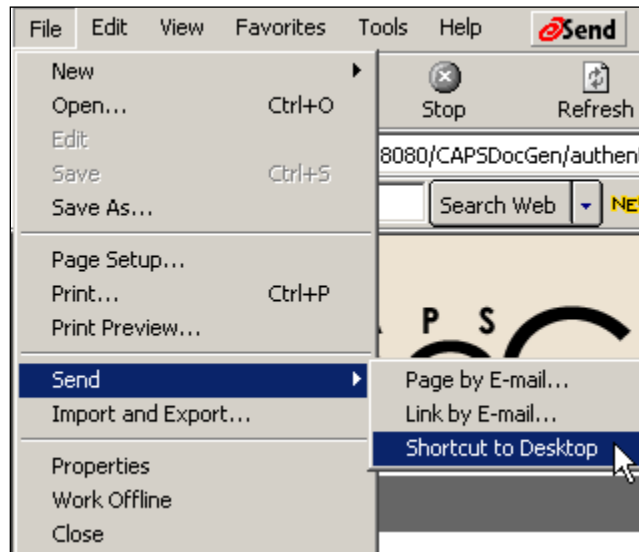 File Edit View Favorites Tools Help eSend
New
Open... Ctrl+O
Edit
Save Ctrl+S
Save As...
Page Setup...
Print... Ctrl+P
Print Preview...
Send
Import and Export...
Properties
Work Offline
Close
Stop Refresh
8080/CAPSDocGen/authen
Search Web
P S
Page by E-mail...
Link by E-mail...
Shortcut to Desktop